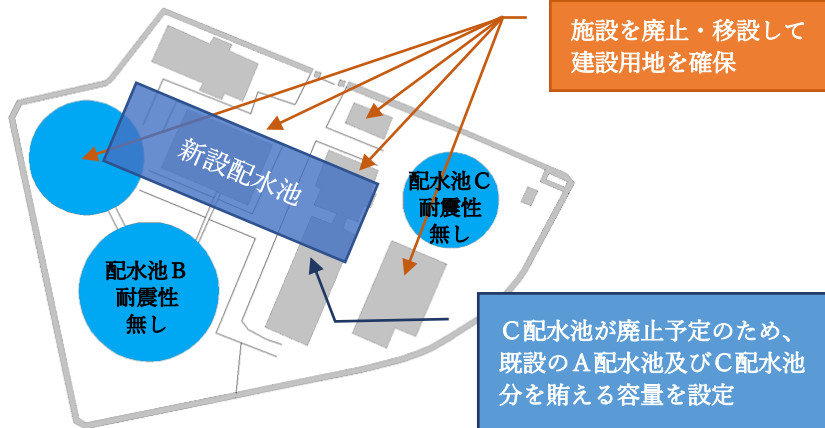 施設を廃止・移設して
建設用地を確保
新設配水池
配水池Ｃ
耐震性
無し
配水池Ｂ
耐震性
無し
Ｃ配水池が廃止予定のため、
既設のＡ配水池及びＣ配水池
分を賄える容量を設定